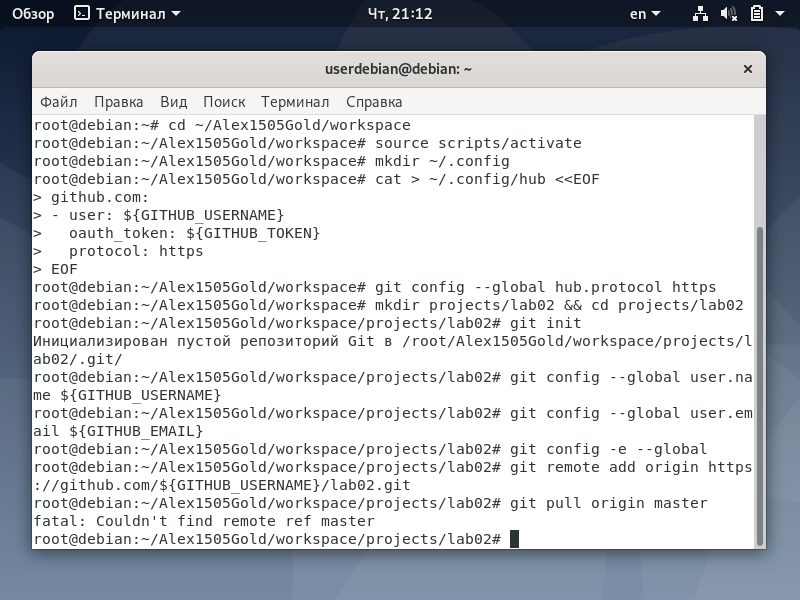 Обзор Терминал Чт, 21:12 en
userdebian@debian: ~ ×
Файл Правка Вид Поиск Терминал Справка
root@debian:~# cd ~/Alex1505Gold/workspace
root@debian:~/Alex1505Gold/workspace# source scripts/activate
root@debian:~/Alex1505Gold/workspace# mkdir ~/.config
root@debian:~/Alex1505Gold/workspace# cat > ~/.config/hub <<EOF
> github.com:
> - user: ${GITHUB_USERNAME}
>   oauth_token: ${GITHUB_TOKEN}
>   protocol: https
> EOF
root@debian:~/Alex1505Gold/workspace# git config --global hub.protocol https
root@debian:~/Alex1505Gold/workspace# mkdir projects/lab02 && cd projects/lab02
root@debian:~/Alex1505Gold/workspace/projects/lab02# git init
Инициализирован пустой репозиторий Git в /root/Alex1505Gold/workspace/projects/l
ab02/.git/
root@debian:~/Alex1505Gold/workspace/projects/lab02# git config --global user.na
me ${GITHUB_USERNAME}
root@debian:~/Alex1505Gold/workspace/projects/lab02# git config --global user.em
ail ${GITHUB_EMAIL}
root@debian:~/Alex1505Gold/workspace/projects/lab02# git config -e --global
root@debian:~/Alex1505Gold/workspace/projects/lab02# git remote add origin https
://github.com/${GITHUB_USERNAME}/lab02.git
root@debian:~/Alex1505Gold/workspace/projects/lab02# git pull origin master
fatal: Couldn't find remote ref master
root@debian:~/Alex1505Gold/workspace/projects/lab02#